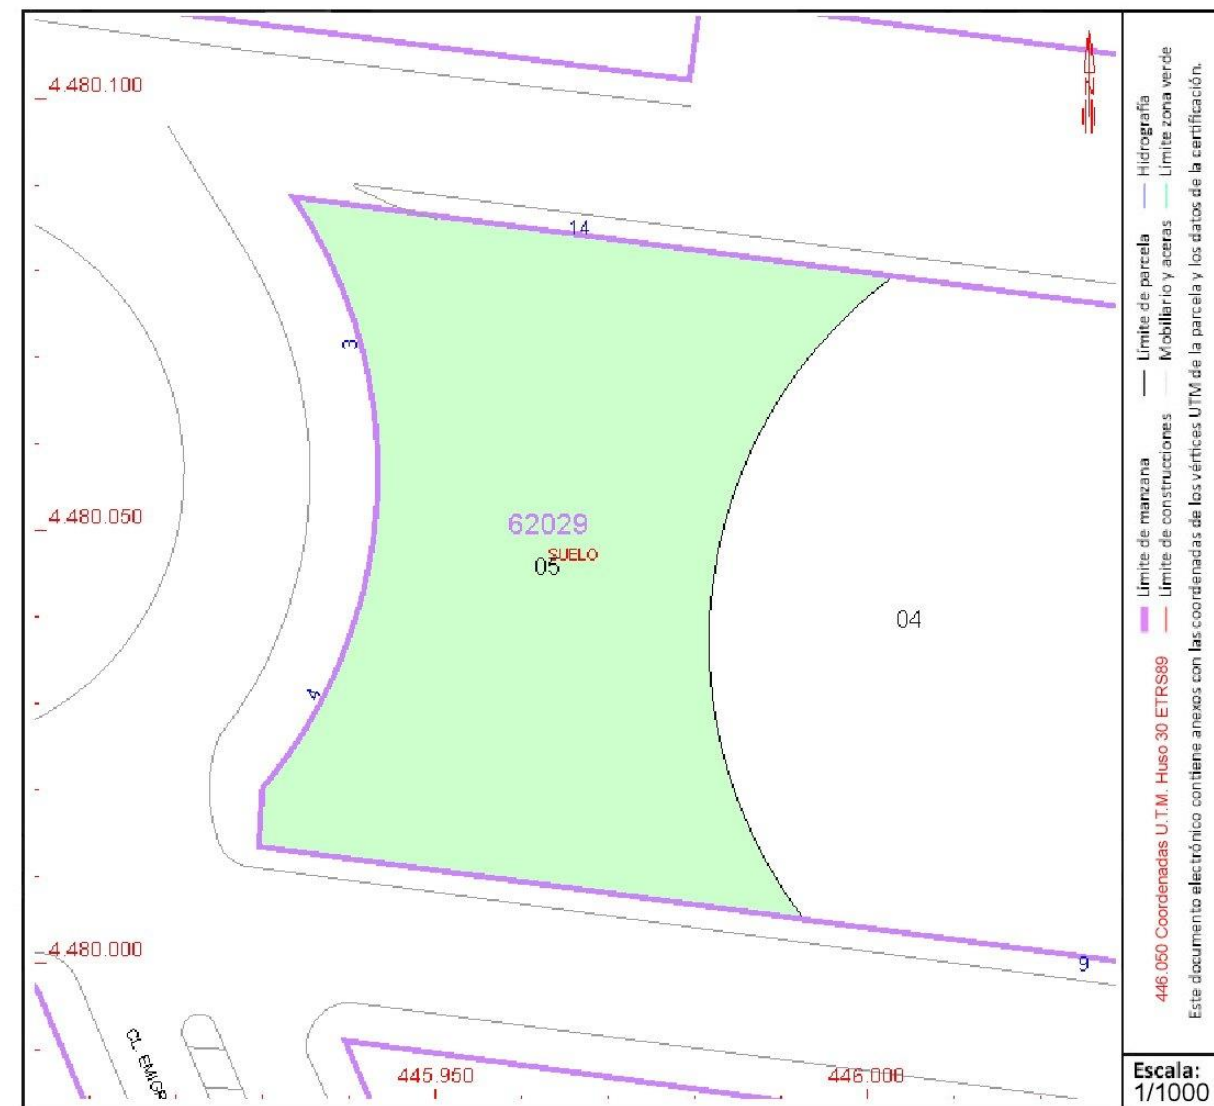 4.480.100
14
3
4.480.050
62029
SUELO
05
04
4
4.480.000
9
CL. EMIGR
445.950
446.000
N
446.050 Coordenadas U.T.M. Huso 30 ETRS89
Límite de manzana
Límite de parcela
Hidrografía
Límite de construcciones
Mobiliario y aceras
Límite zona verde
Este documento electrónico contiene anexos con las coordenadas de los vértices UTM de la parcela y los datos de la certificación.
Escala:
1/1000